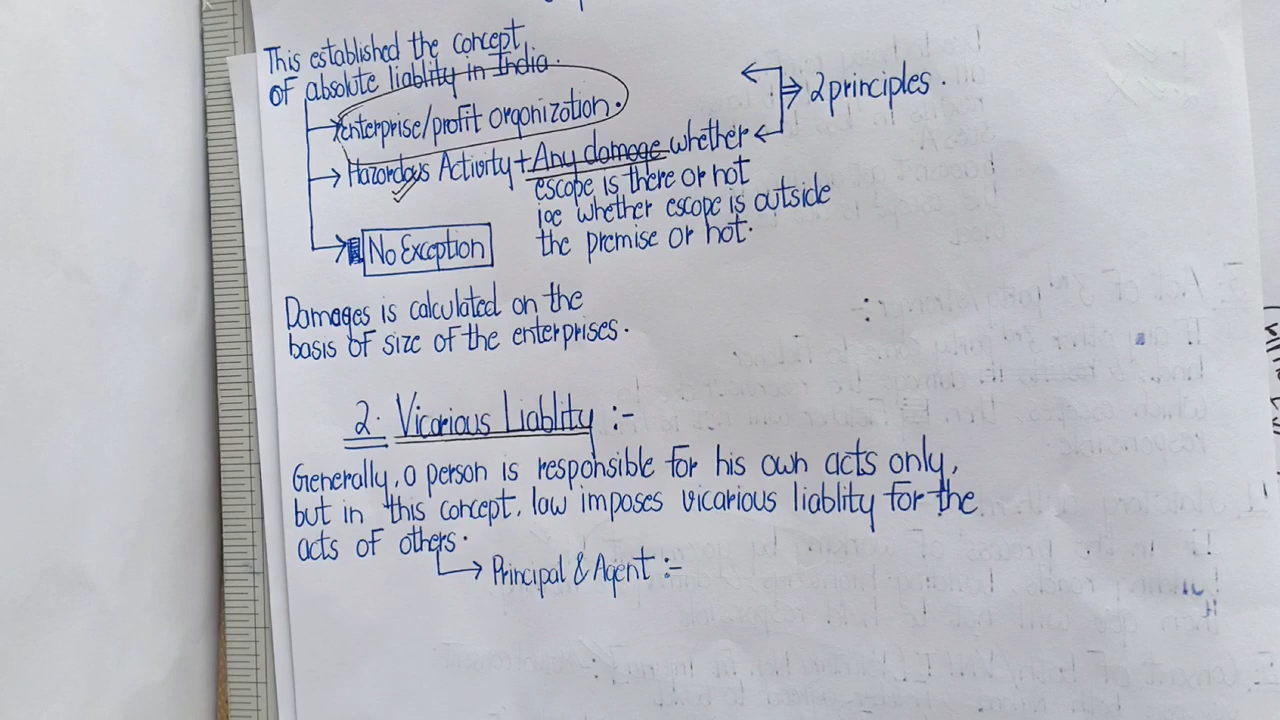 This established the concept
of absolute liablity in India.
Enterprise/profit organization.
2 principles.
Hazardous Activity + Any damage whether
escape is there or not
ioe whether escape is outside
the premise or not.
No Exception
Damages is calculated on the
basis of size of the enterprises.
2. Vicarious Liablity :-
Generally, a person is responsible for his own acts only,
but in this concept, law imposes vicarious liablity for the
acts of others.
Principal & Agent :-